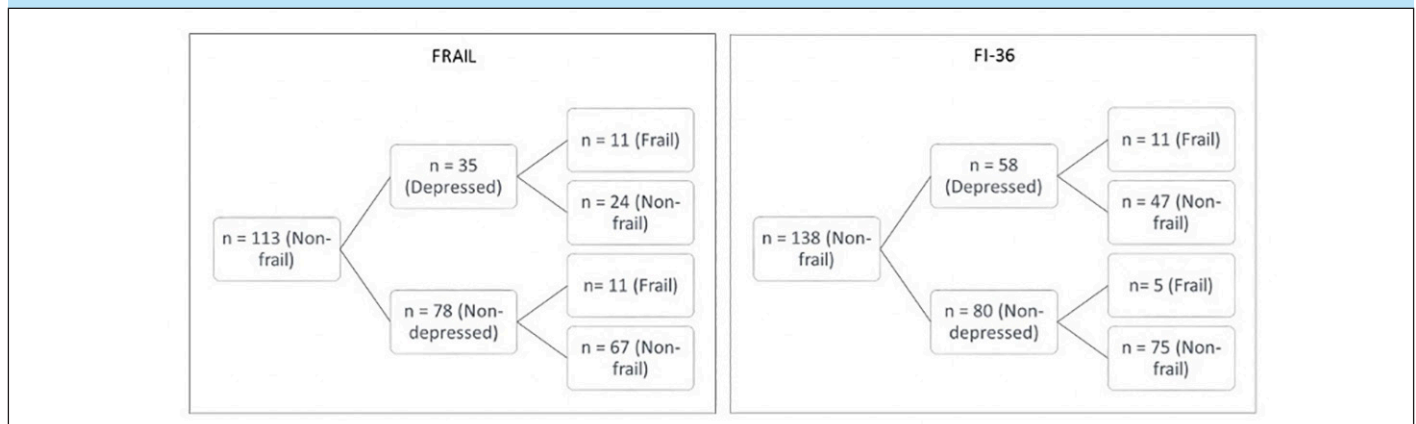 FRAIL
n = 113 (Non-
frail)
n = 35
(Depressed)
n = 78 (Non-
depressed)
n = 11 (Frail)
n = 24 (Non-
frail)
n= 11 (Frail)
n = 67 (Non-
frail)
FI-36
n = 138 (Non-
frail)
n = 58
(Depressed)
n = 80 (Non-
depressed)
n = 11 (Frail)
n = 47 (Non-
frail)
n= 5 (Frail)
n = 75 (Non-
frail)